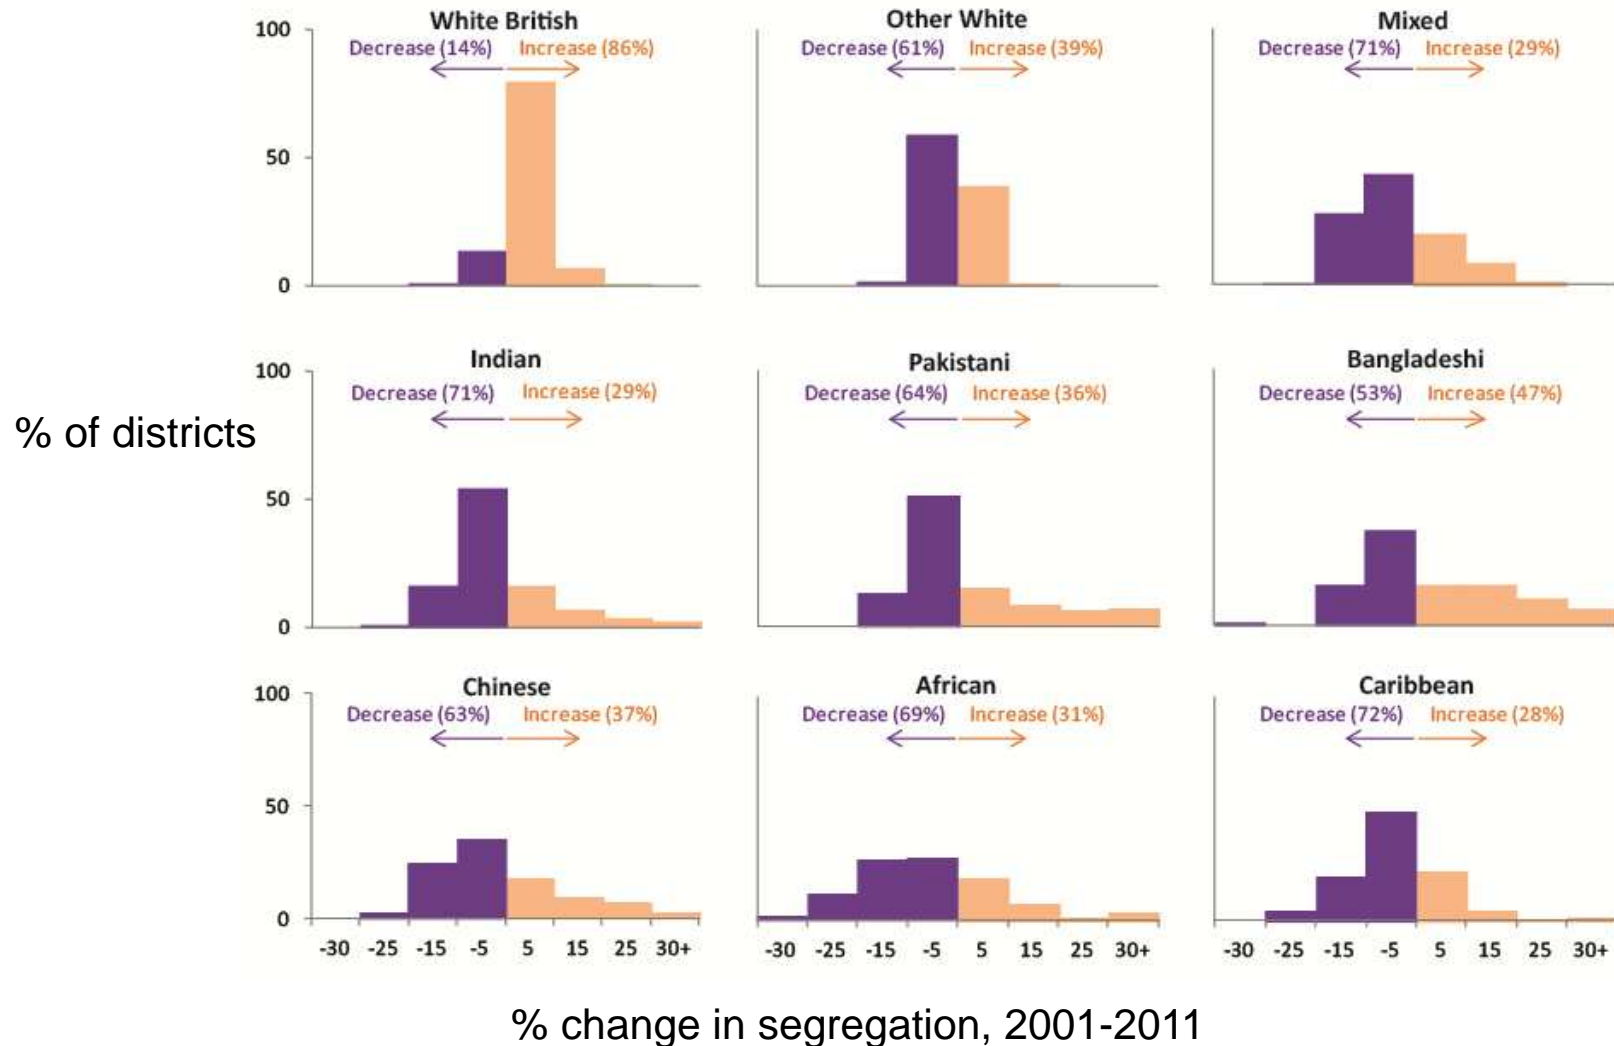 White British
Other White
Mixed
Decrease (14%) Increase (86%)
Decrease (61%) Increase (39%)
Decrease (71%) Increase (29%)
100
50
0
Indian
Pakistani
Bangladeshi
Decrease (71%) Increase (29%)
Decrease (64%) Increase (36%)
Decrease (53%) Increase (47%)
100
50
0
% of districts
Chinese
African
Caribbean
Decrease (63%) Increase (37%)
Decrease (69%) Increase (31%)
Decrease (72%) Increase (28%)
100
50
0
-30 -25 -15 -5 5 15 25 30+
-30 -25 -15 -5 5 15 25 30+
-30 -25 -15 -5 5 15 25 30+
% change in segregation, 2001-2011